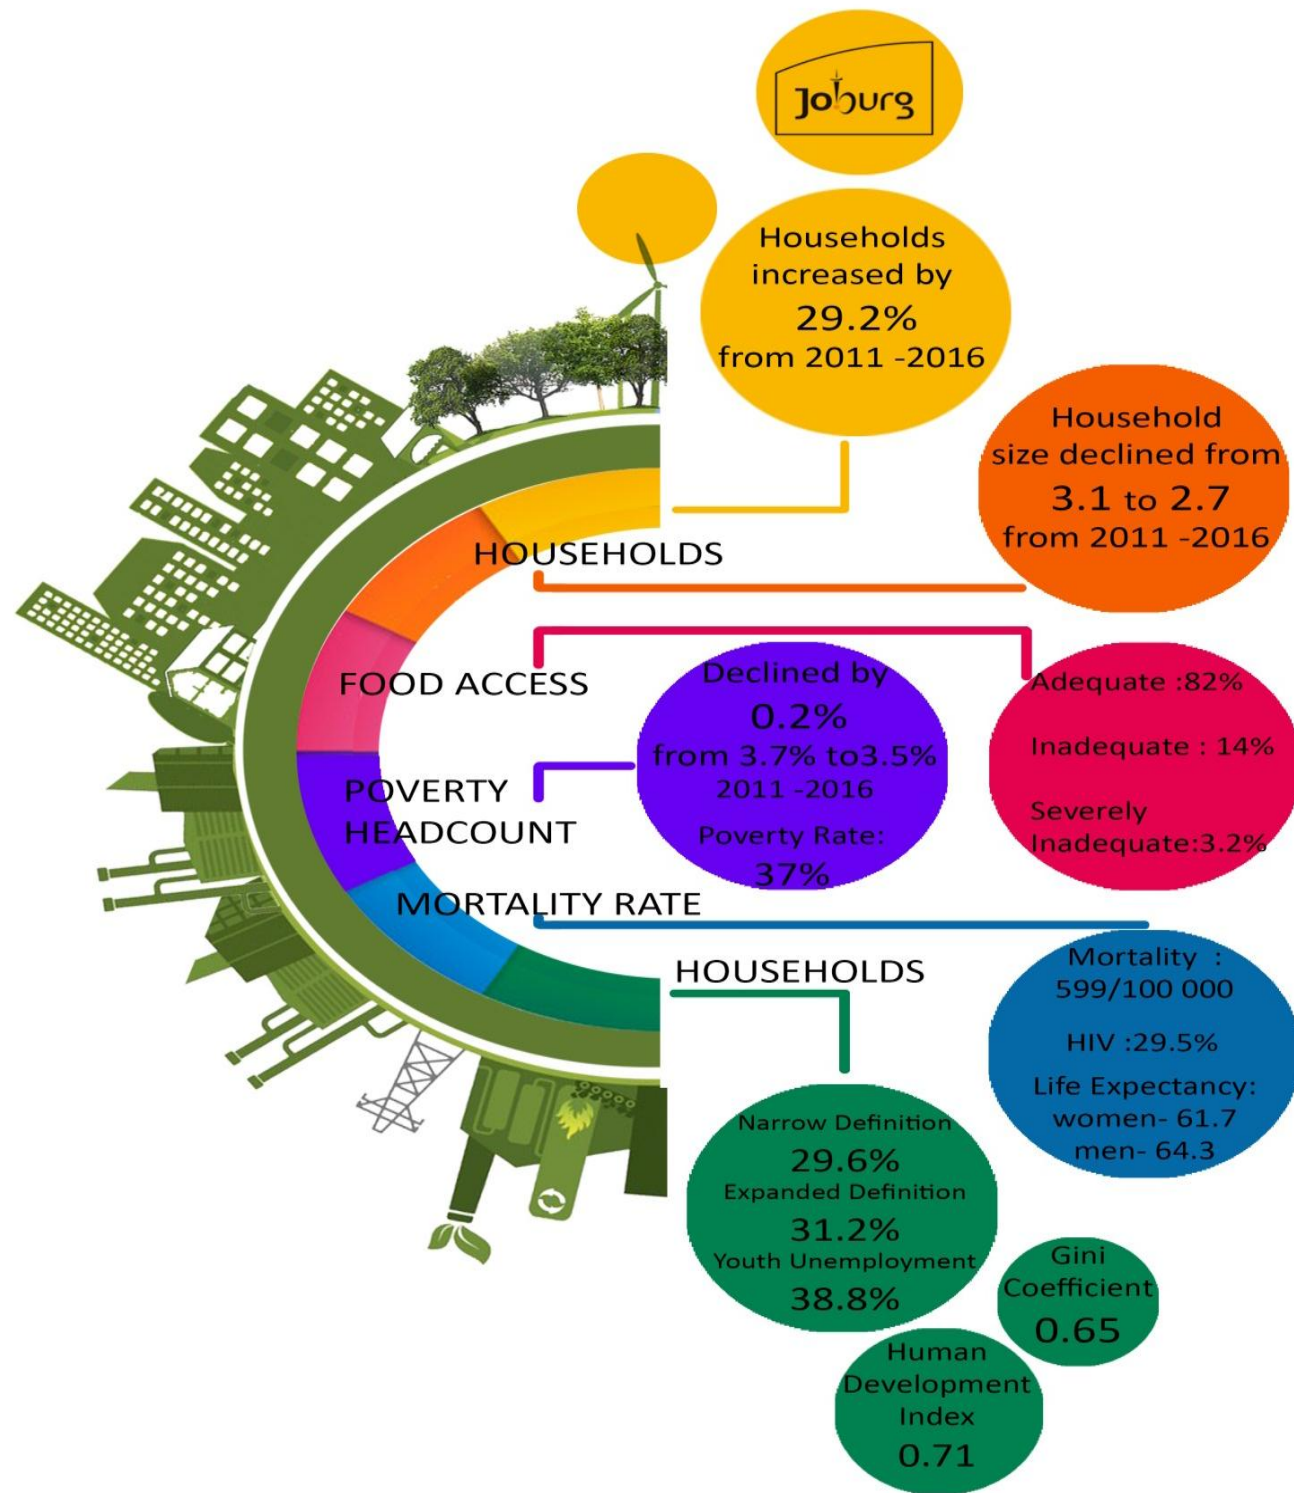 Joburg
Households
increased by
29.2%
from 2011 -2016
Household
size declined from
3.1 to 2.7
from 2011 -2016
HOUSEHOLDS
FOOD ACCESS
Adequate :82%
Inadequate : 14%
Severely
Inadequate:3.2%
Declined by
0.2%
from 3.7% to3.5%
2011 -2016
Poverty Rate:
37%
POVERTY
HEADCOUNT
MORTALITY RATE
Mortality :
599/100 000
HIV :29.5%
Life Expectancy:
women- 61.7
men- 64.3
HOUSEHOLDS
Narrow Definition
29.6%
Expanded Definition
31.2%
Youth Unemployment
38.8%
Gini
Coefficient
0.65
Human
Development
Index
0.71